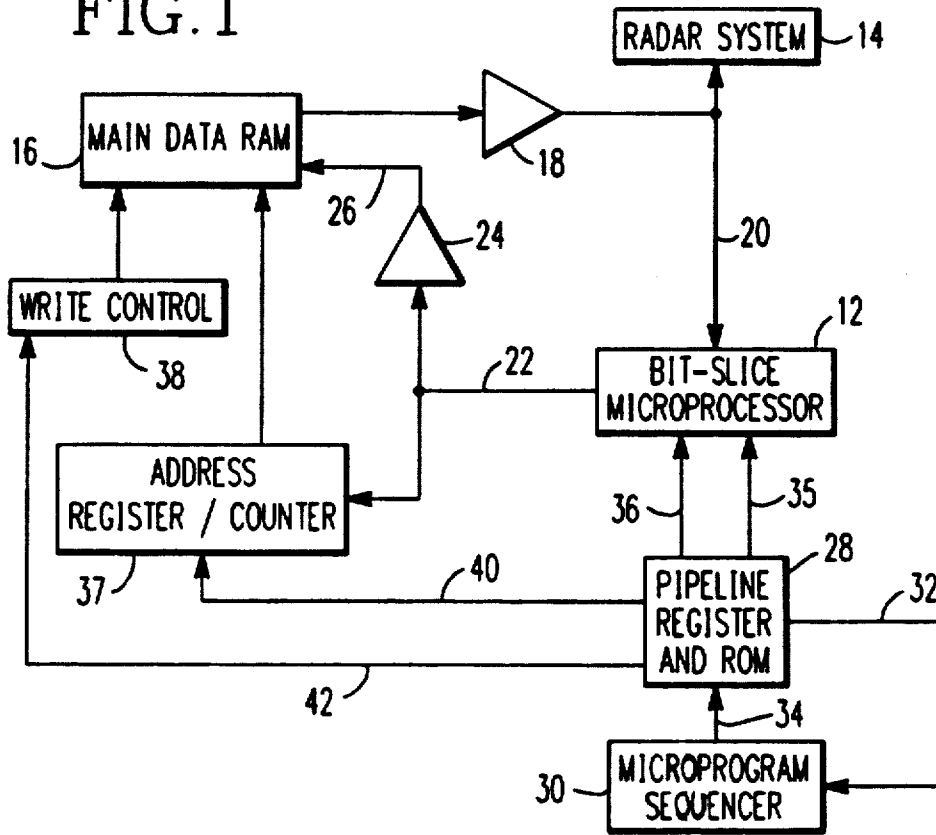 FIG. 1
RADAR SYSTEM
14
MAIN DATA RAM
16
18
26
24
20
WRITE CONTROL
38
12
22
BIT-SLICE
MICROPROCESSOR
ADDRESS
REGISTER / COUNTER
37
36
35
28
40
PIPELINE
REGISTER
AND ROM
32
42
34
30
MICROPROGRAM
SEQUENCER